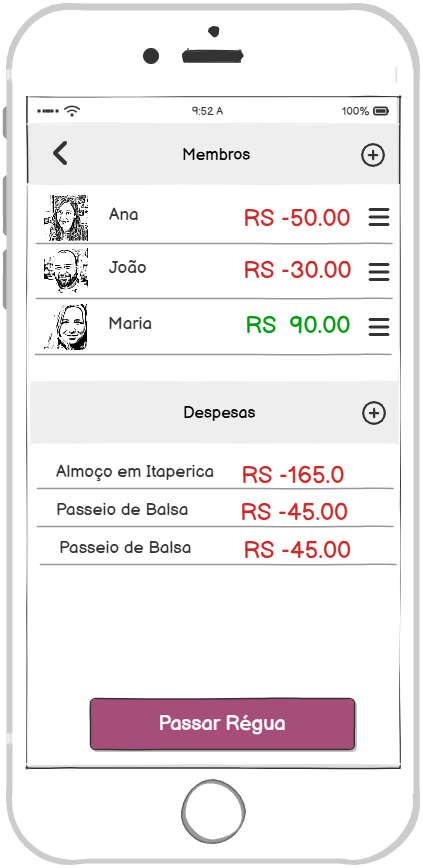 9:52 A 100%
Membros
Ana RS -50.00
João RS -30.00
Maria RS 90.00
Despesas
Almoço em Itaperica RS -165.0
Passeio de Balsa RS -45.00
Passeio de Balsa RS -45.00
Passar Régua